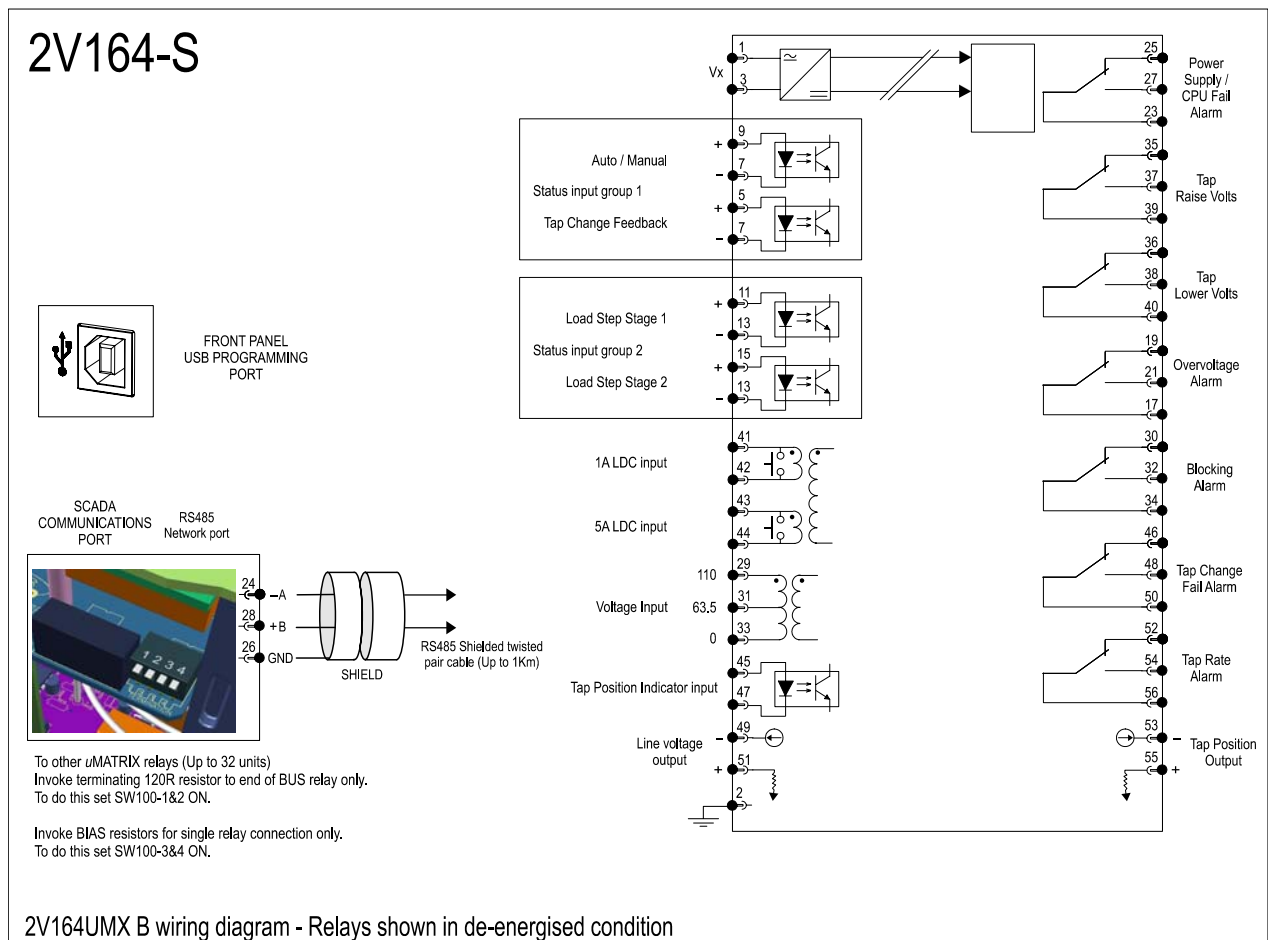 2V164-S
1
Vx
3
25
27
23
Power
Supply /
CPU Fail
Alarm
9
+
Auto / Manual
7
–
Status input group 1
5
+
Tap Change Feedback
7
–
35
37
39
Tap
Raise Volts
36
38
40
Tap
Lower Volts
11
+
Load Step Stage 1
13
–
Status input group 2
15
+
Load Step Stage 2
13
–
19
21
17
Overvoltage
Alarm
FRONT PANEL
USB PROGRAMMING
PORT
41
1A LDC input
42
43
5A LDC input
44
30
32
34
Blocking
Alarm
46
48
50
Tap Change
Fail Alarm
SCADA
COMMUNICATIONS
PORT
RS485
Network port
1 2 3 4
24
–A
28
+B
26
GND
SHIELD
RS485 Shielded twisted
pair cable (Up to 1Km)
29
110
Voltage Input
31
63.5
33
0
45
Tap Position Indicator input
47
52
54
56
Tap Rate
Alarm
49
–
Line voltage
output
51
+
2
53
–
Tap Position
Output
55
+
To other uMATRIX relays (Up to 32 units)
Invoke terminating 120R resistor to end of BUS relay only.
To do this set SW100-1&2 ON.
Invoke BIAS resistors for single relay connection only.
To do this set SW100-3&4 ON.
2V164UMX B wiring diagram - Relays shown in de-energised condition